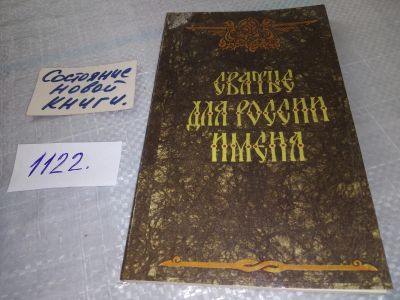 Состояние
новой
книги.
1122.
СВЯТЫЕ
ДЛЯ РОССИИ
ИМЕНА